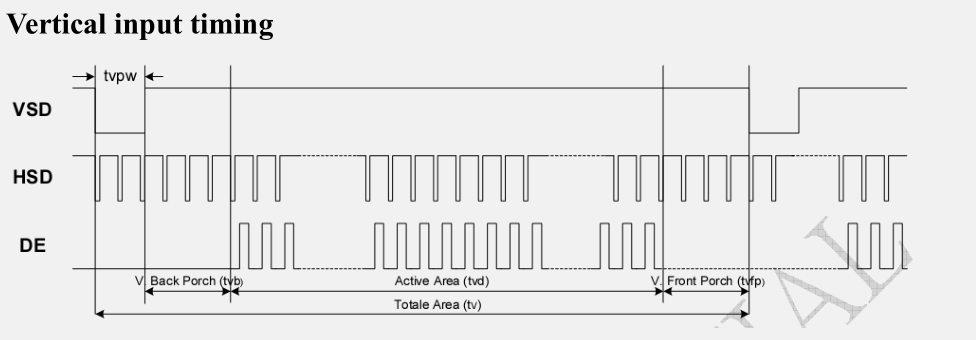 Vertical input timing
tvpw
VSD
HSD
DE
V. Back Porch (tvb) Active Area (tvd) V. Front Porch (tvfp)
Totale Area (tv)